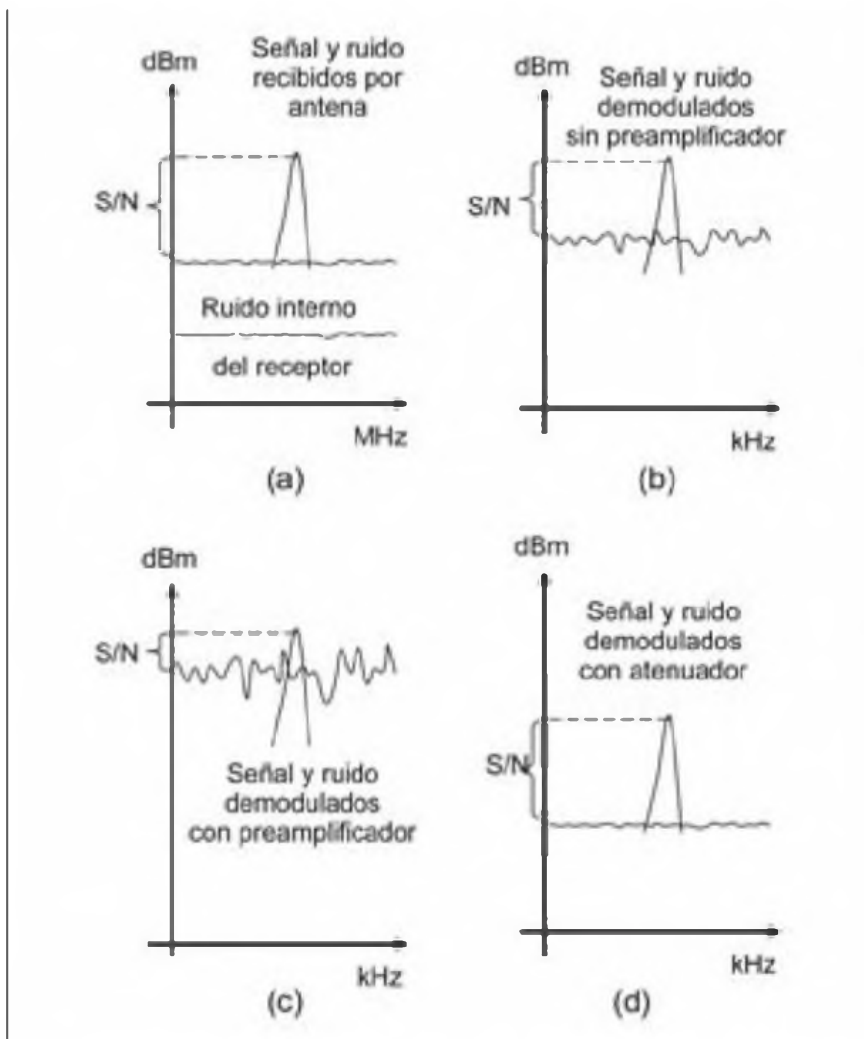 dBm
Señal y ruido
recibidos por
antena
S/N
Ruido interno
del receptor
MHz
(a)
dBm
Señal y ruido
demodulados
sin preamplificador
S/N
kHz
(b)
dBm
S/N
Señal y ruido
demodulados
con preamplificador
kHz
(c)
dBm
Señal y ruido
demodulados
con atenuador
S/N
kHz
(d)